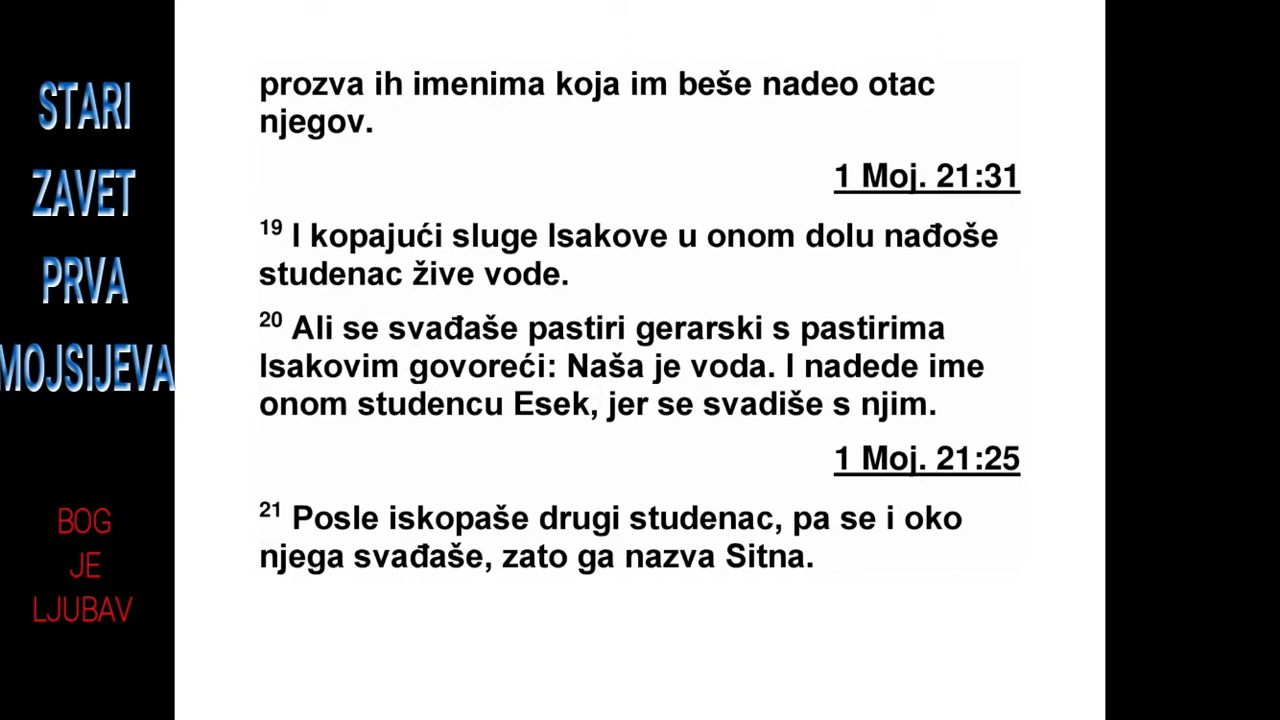 STARI
ZAVET
PRVA
MOJSIJEVA
BOG
JE
LJUBAV
prozva ih imenima koja im beše nadeo otac
njegov.
1 Moj. 21:31
19 I kopajući sluge Isakove u onom dolu nađoše
studenac žive vode.
20 Ali se svađaše pastiri gerarski s pastirima
Isakovim govoreći: Naša je voda. I nadede ime
onom studencu Esek, jer se svadiše s njim.
1 Moj. 21:25
21 Posle iskopaše drugi studenac, pa se i oko
njega svađaše, zato ga nazva Sitna.